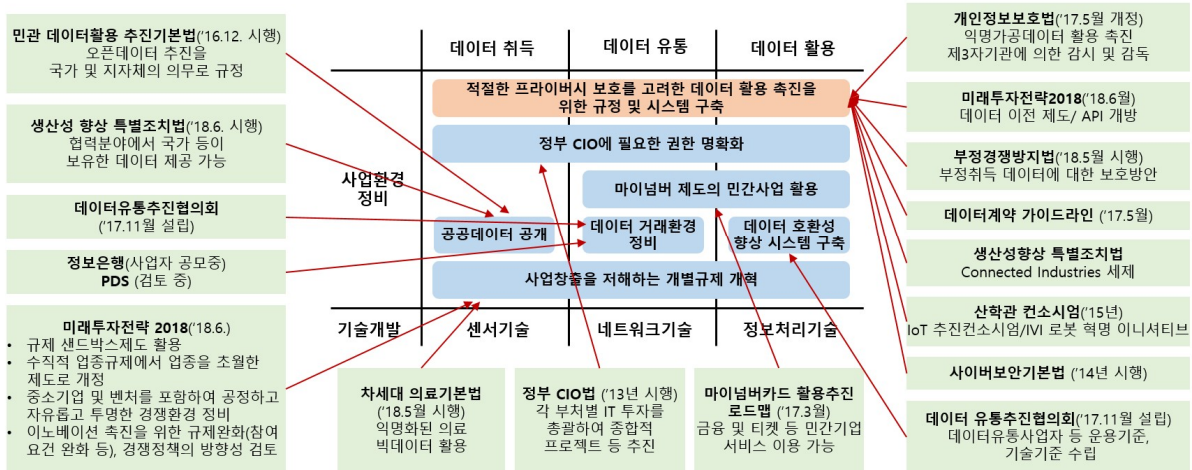 민관 데이터활용 추진기본법('16.12. 시행)
오픈데이터 추진을
국가 및 지자체의 의무로 규정
생산성 향상 특별조치법('18.6. 시행)
협력분야에서 국가 등이
보유한 데이터 제공 가능
데이터유통추진협의회
('17.11월 설립)
정보은행(사업자 공모중)
PDS (검토 중)
미래투자전략 2018('18.6.)
• 규제 샌드박스제도 활용
• 수직적 업종규제에서 업종을 초월한
제도로 개정
• 중소기업 및 벤처를 포함하여 공정하고
자유롭고 투명한 경쟁환경 정비
• 이노베이션 촉진을 위한 규제완화(참여
요건 완화 등), 경쟁정책의 방향성 검토
데이터 취득
데이터 유통
데이터 활용
적절한 프라이버시 보호를 고려한 데이터 활용 촉진을
위한 규정 및 시스템 구축
정부 CIO에 필요한 권한 명확화
사업환경
정비
마이넘버 제도의 민간사업 활용
공공데이터 공개
데이터 거래환경
정비
데이터 호환성
향상 시스템 구축
사업창출을 저해하는 개별규제 개혁
기술개발
센서기술
네트워크기술
정보처리기술
차세대 의료기본법
('18.5월 시행)
익명화된 의료
빅데이터 활용
정부 CIO법 ('13년 시행)
각 부처별 IT 투자를
총괄하여 종합적
프로젝트 등 추진
마이넘버카드 활용추진
로드맵 ('17.3월)
금융 및 티켓 등 민간기업
서비스 이용 가능
개인정보보호법('17.5월 개정)
익명가공데이터 활용 촉진
제3자기관에 의한 감시 및 감독
미래투자전략2018('18.6월)
데이터 이전 제도/ API 개방
부정경쟁방지법('18.5월 시행)
부정취득 데이터에 대한 보호방안
데이터계약 가이드라인 ('17.5월)
생산성향상 특별조치법
Connected Industries 세제
산학관 컨소시엄('15년)
IoT 추진컨소시엄/IVI 로봇 혁명 이니셔티브
사이버보안기본법 ('14년 시행)
데이터 유통추진협의회('17.11월 설립)
데이터유통사업자 등 운용기준,
기술기준 수립